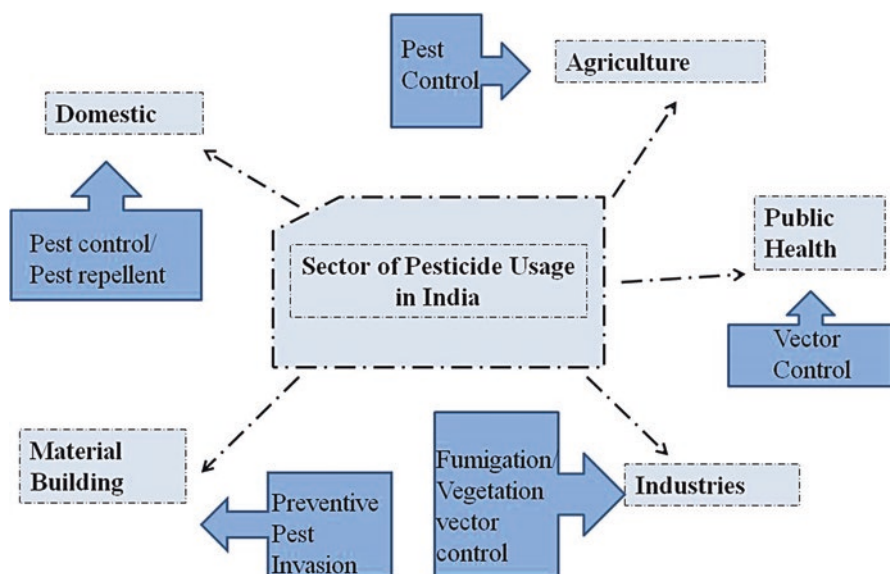 Pest
Control
Agriculture
Domestic
Pest control/
Pest repellent
Sector of Pesticide Usage
in India
Public
Health
Vector
Control
Material
Building
Preventive
Pest
Invasion
Fumigation/
Vegetation
vector
control
Industries